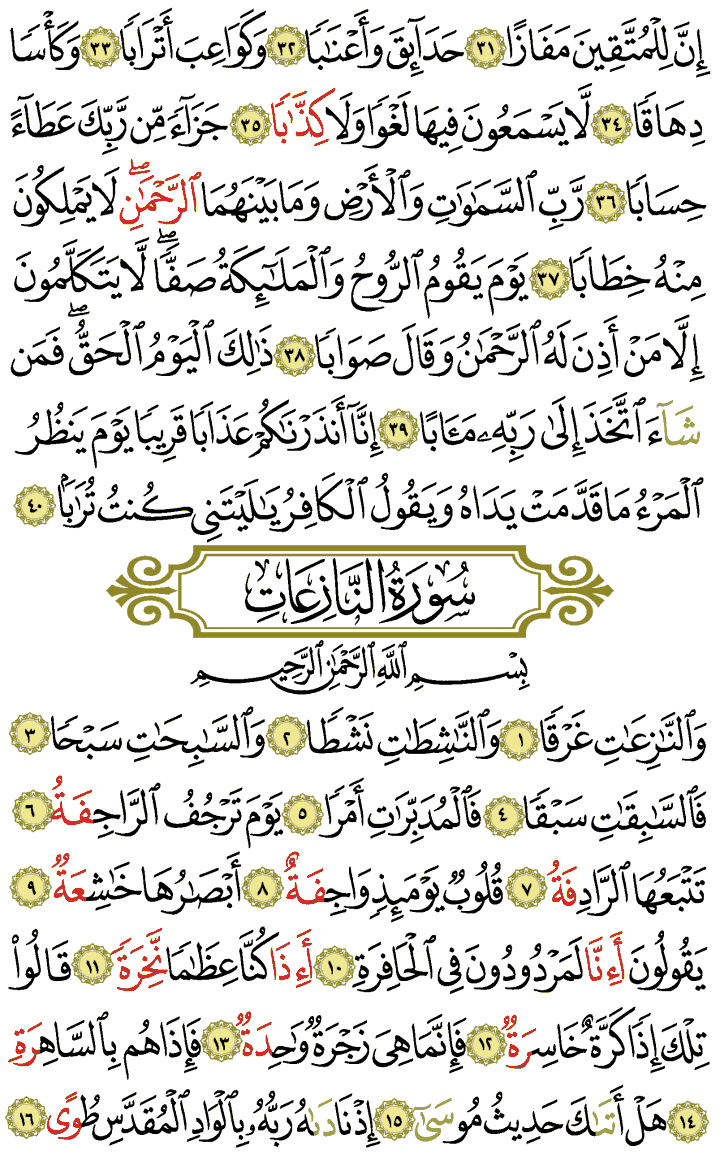 إِنَّ لِلْمُتَّقِينَ مَفَازًا ٣١ حَدَآئِقَ وَأَعْنَٰبًا ٣٢ وَكَوَاعِبَ أَتْرَابًا ٣٣ وَكَأْسًا
دِهَاقًا ٣٤ لَّا يَسْمَعُونَ فِيهَا لَغْوًا وَلَا كِذَّٰبًا ٣٥ جَزَآءً مِّن رَّبِّكَ عَطَآءً
حِسَابًا ٣٦ رَّبِّ ٱلسَّمَٰوَٰتِ وَٱلْأَرْضِ وَمَا بَيْنَهُمَا ٱلرَّحْمَٰنِۖ لَا يَمْلِكُونَ
مِنْهُ خِطَابًا ٣٧ يَوْمَ يَقُومُ ٱلرُّوحُ وَٱلْمَلَٰٓئِكَةُ صَفًّاۖ لَّا يَتَكَلَّمُونَ
إِلَّا مَنْ أَذِنَ لَهُ ٱلرَّحْمَٰنُ وَقَالَ صَوَابًا ٣٨ ذَٰلِكَ ٱلْيَوْمُ ٱلْحَقُّۖ فَمَن
شَآءَ ٱتَّخَذَ إِلَىٰ رَبِّهِۦ مَـَٔابًا ٣٩ إِنَّآ أَنذَرْنَٰكُمْ عَذَابًا قَرِيبًا يَوْمَ يَنظُرُ
ٱلْمَرْءُ مَا قَدَّمَتْ يَدَاهُ وَيَقُولُ ٱلْكَافِرُ يَٰلَيْتَنِى كُنتُ تُرَٰبًۢا ٤٠
سُورَةُ النَّازِعَاتِ
بِسْمِ ٱللَّهِ ٱلرَّحْمَٰنِ ٱلرَّحِيمِ
وَٱلنَّٰزِعَٰتِ غَرْقًا ١ وَٱلنَّٰشِطَٰتِ نَشْطًا ٢ وَٱلسَّٰبِحَٰتِ سَبْحًا ٣
فَٱلسَّٰبِقَٰتِ سَبْقًا ٤ فَٱلْمُدَبِّرَٰتِ أَمْرًا ٥ يَوْمَ تَرْجُفُ ٱلرَّاجِفَةُ ٦
تَتْبَعُهَا ٱلرَّادِفَةُ ٧ قُلُوبٌ يَوْمَئِذٍ وَاجِفَةٌ ٨ أَبْصَٰرُهَا خَٰشِعَةٌ ٩
يَقُولُونَ أَءِنَّا لَمَرْدُودُونَ فِى ٱلْحَافِرَةِ ١٠ أَءِذَا كُنَّا عِظَٰمًا نَّخِرَةً ١١ قَالُوا۟
تِلْكَ إِذًا كَرَّةٌ خَاسِرَةٌ ١٢ فَإِنَّمَا هِىَ زَجْرَةٌ وَٰحِدَةٌ ١٣ فَإِذَا هُم بِٱلسَّاهِرَةِ
١٤ هَلْ أَتَىٰكَ حَدِيثُ مُوسَىٰٓ ١٥ إِذْ نَادَىٰهُ رَبُّهُۥ بِٱلْوَادِ ٱلْمُقَدَّسِ طُوًى ١٦